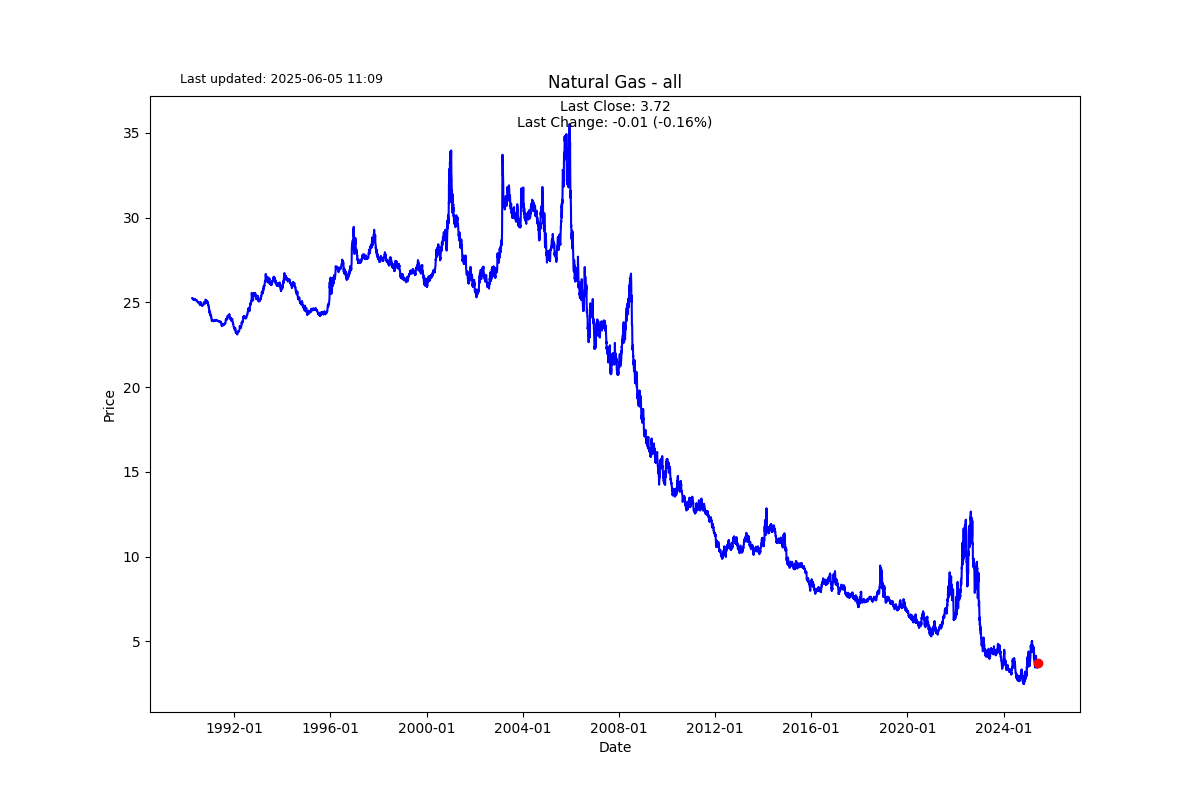 Last updated: 2025-06-05 11:09
Natural Gas - all
Last Close: 3.72
Last Change: -0.01 (-0.16%)
35
30
25
20
15
10
5
Price
1992-01
1996-01
2000-01
2004-01
2008-01
2012-01
2016-01
2020-01
2024-01
Date